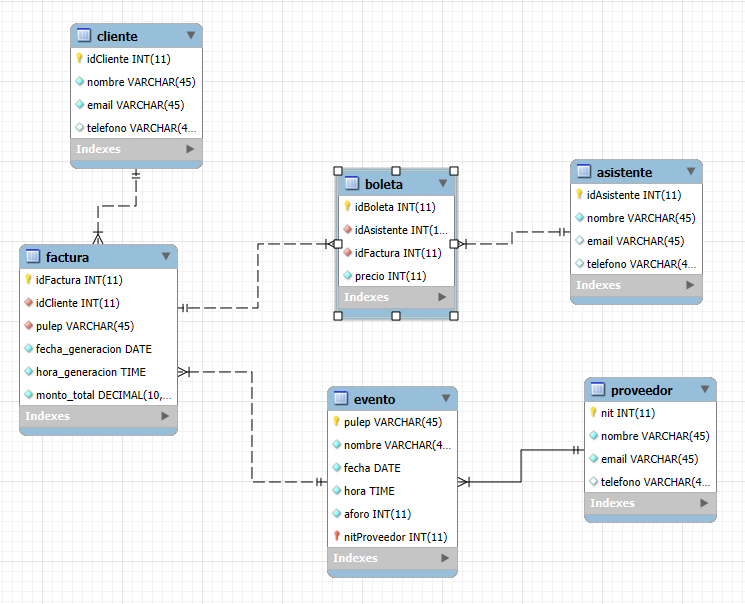 cliente
idCliente INT(11)
nombre VARCHAR(45)
email VARCHAR(45)
telefono VARCHAR(4...
Indexes
factura
idFactura INT(11)
idCliente INT(11)
pulep VARCHAR(45)
fecha_generacion DATE
hora_generacion TIME
monto_total DECIMAL(10,...
Indexes
boleta
idBoleta INT(11)
idAsistente INT(1...
idFactura INT(11)
precio INT(11)
Indexes
asistente
idAsistente INT(11)
nombre VARCHAR(45)
email VARCHAR(45)
telefono VARCHAR(4...
Indexes
evento
pulep VARCHAR(45)
nombre VARCHAR(4...
fecha DATE
hora TIME
aforo INT(11)
nitProveedor INT(11)
Indexes
proveedor
nit INT(11)
nombre VARCHAR(45)
email VARCHAR(45)
telefono VARCHAR(4...
Indexes